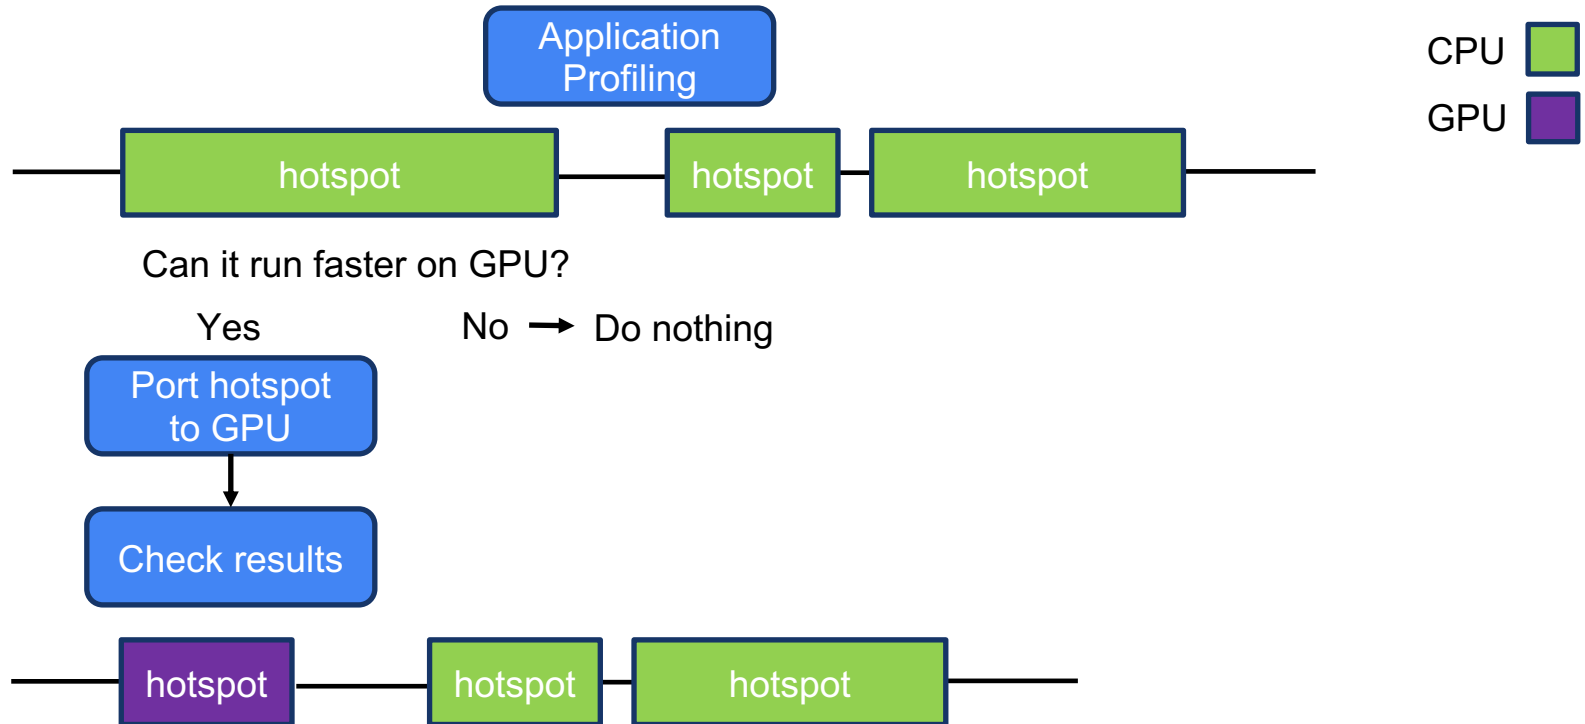 Application
Profiling
CPU
GPU
hotspot
hotspot
hotspot
Can it run faster on GPU?
Yes
No
Do nothing
Port hotspot
to GPU
Check results
hotspot
hotspot
hotspot